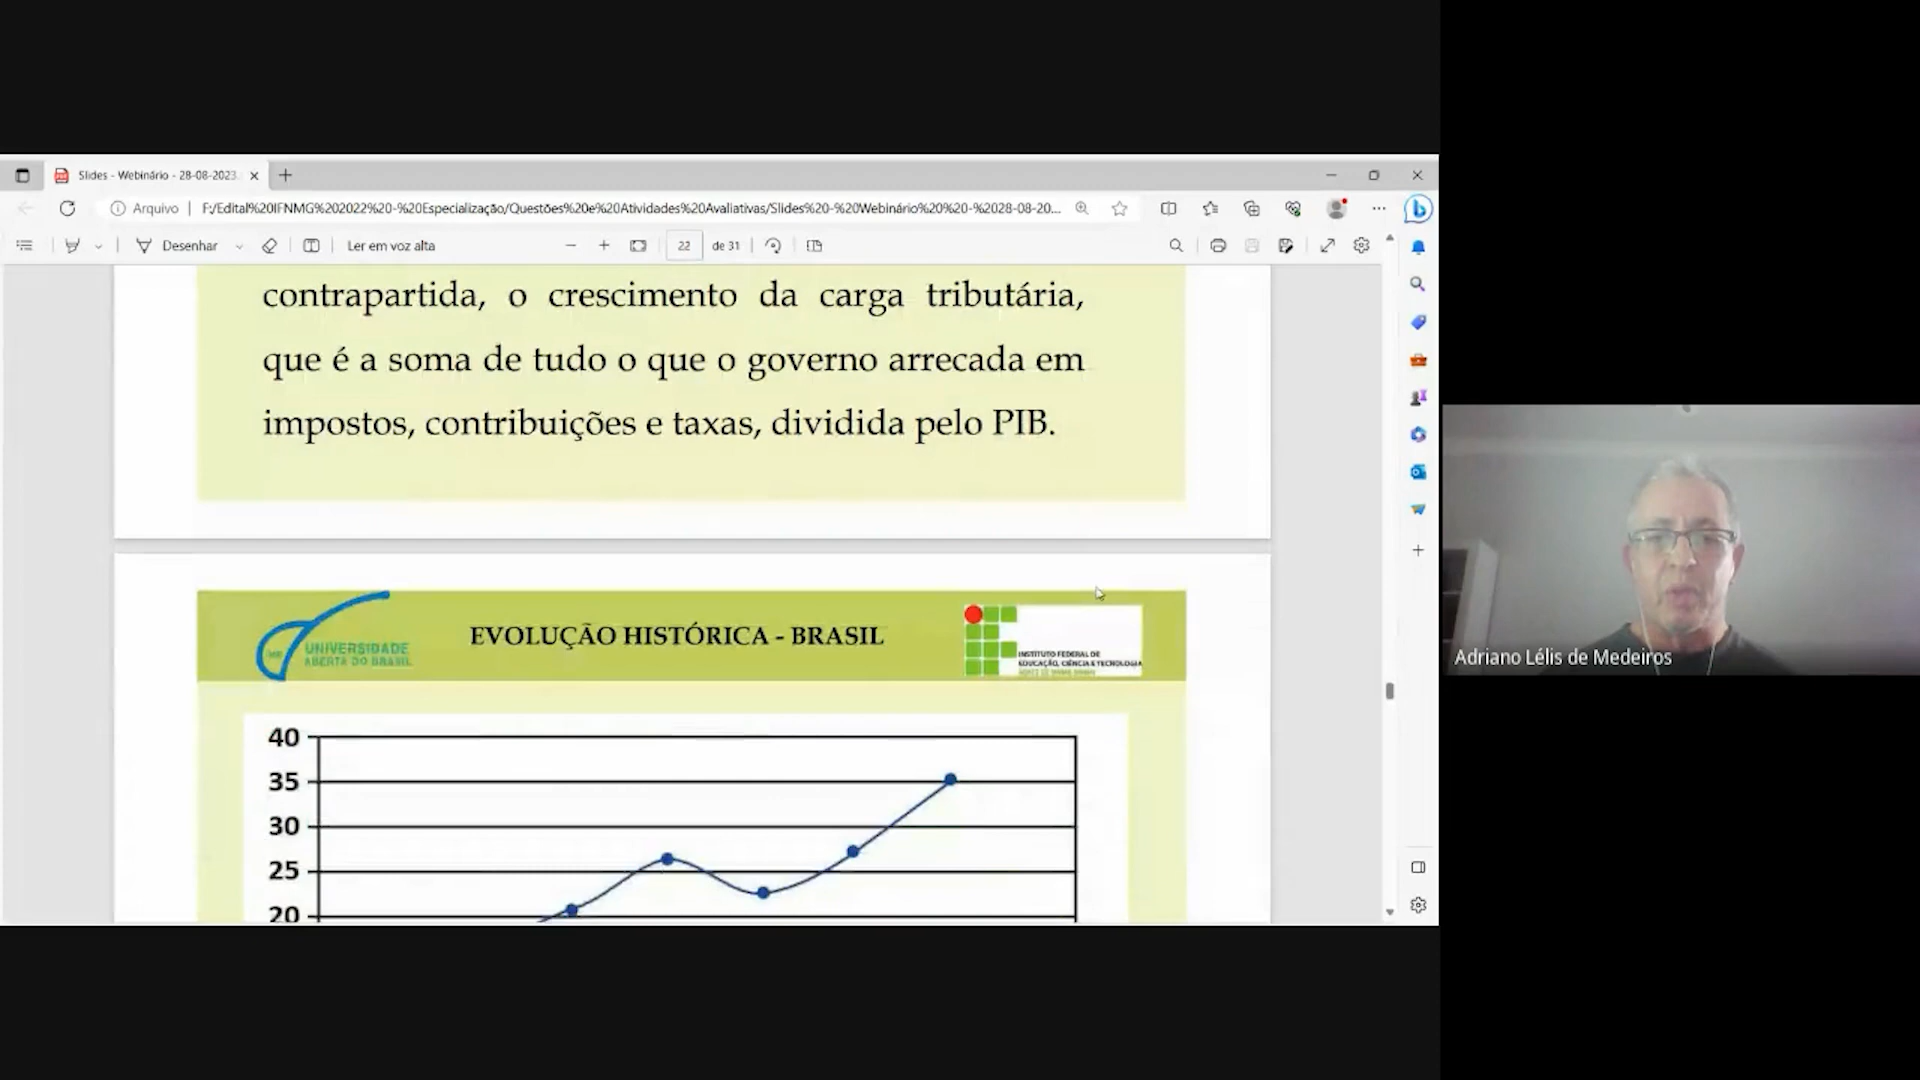 Slides - Webinário - 28-08-2023.
Arquivo
F:/Edital%20IFNMG%202022%20-%20Especialização/Questões%20e%20Atividades%20Avaliativas/Slides%20-%20Webinário%20%20-%2028-08-20...
Desenhar
Ler em voz alta
22 de 31
contrapartida, o crescimento da carga tributária,
que é a soma de tudo o que o governo arrecada em
impostos, contribuições e taxas, dividida pelo PIB.
UNIVERSIDADE
ABERTA DO BRASIL
EVOLUÇÃO HISTÓRICA - BRASIL
INSTITUTO FEDERAL DE
EDUCAÇÃO, CIÊNCIA E TECNOLOGIA
40
35
30
25
20
Adriano Lélis de Medeiros